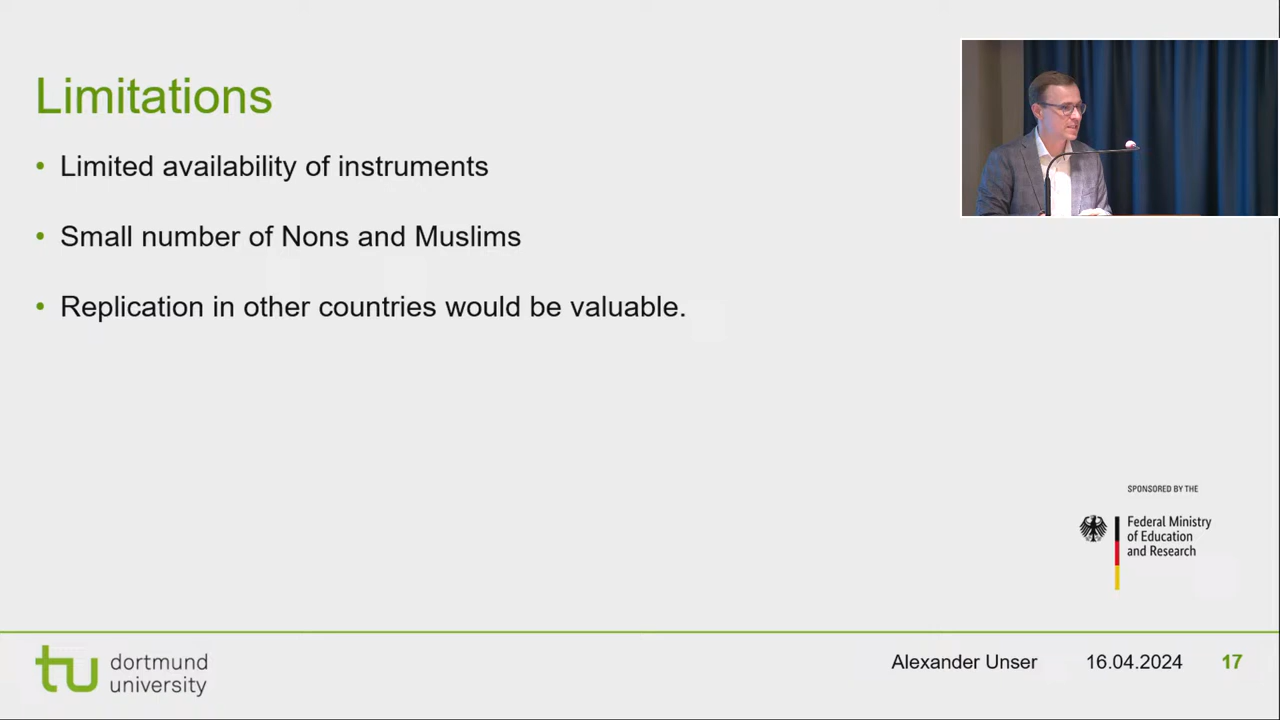 Limitations
• Limited availability of instruments
• Small number of Nons and Muslims
• Replication in other countries would be valuable.
SPONSORED BY THE
Federal Ministry
of Education
and Research
tu dortmund
university
Alexander Unser 16.04.2024 17